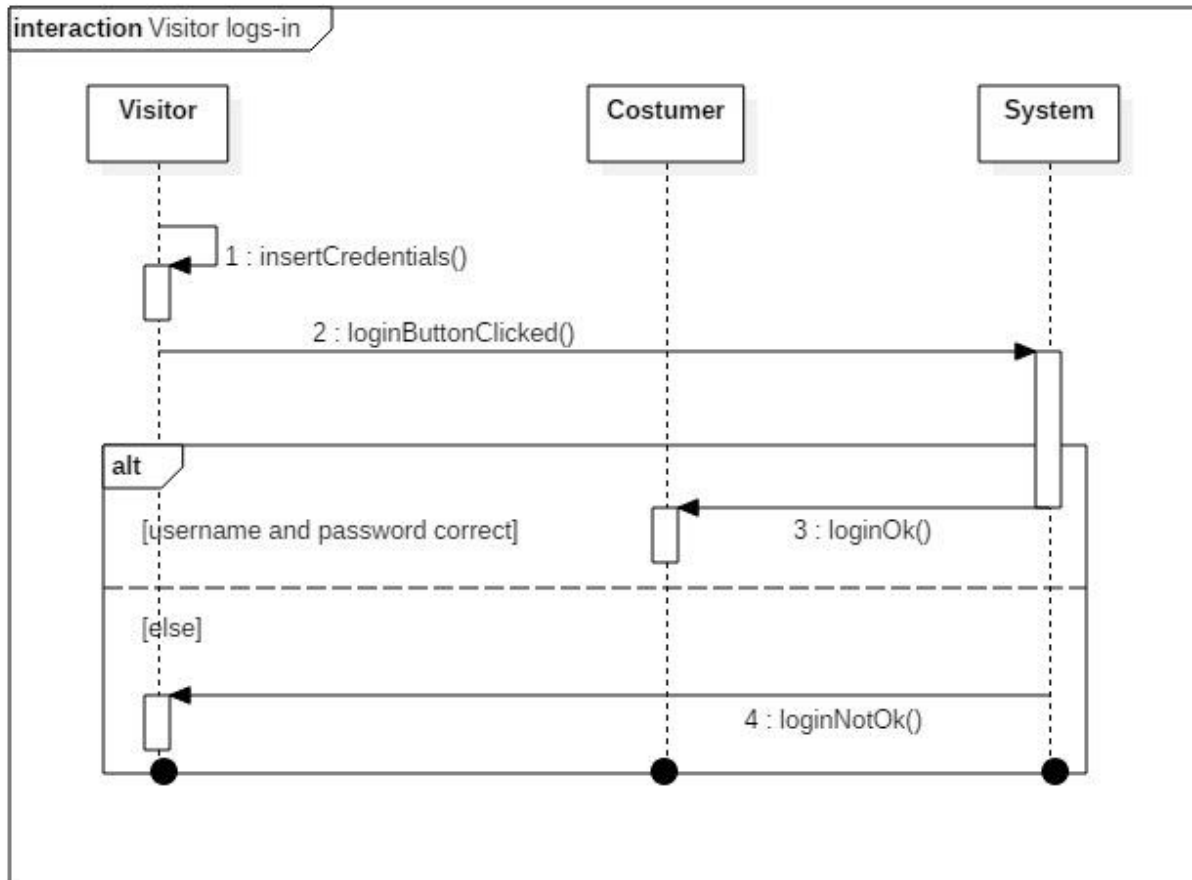 interaction Visitor logs-in
Visitor
Costumer
System
1 : insertCredentials()
2 : loginButtonClicked()
alt
[username and password correct]
3 : loginOk()
[else]
4 : loginNotOk()